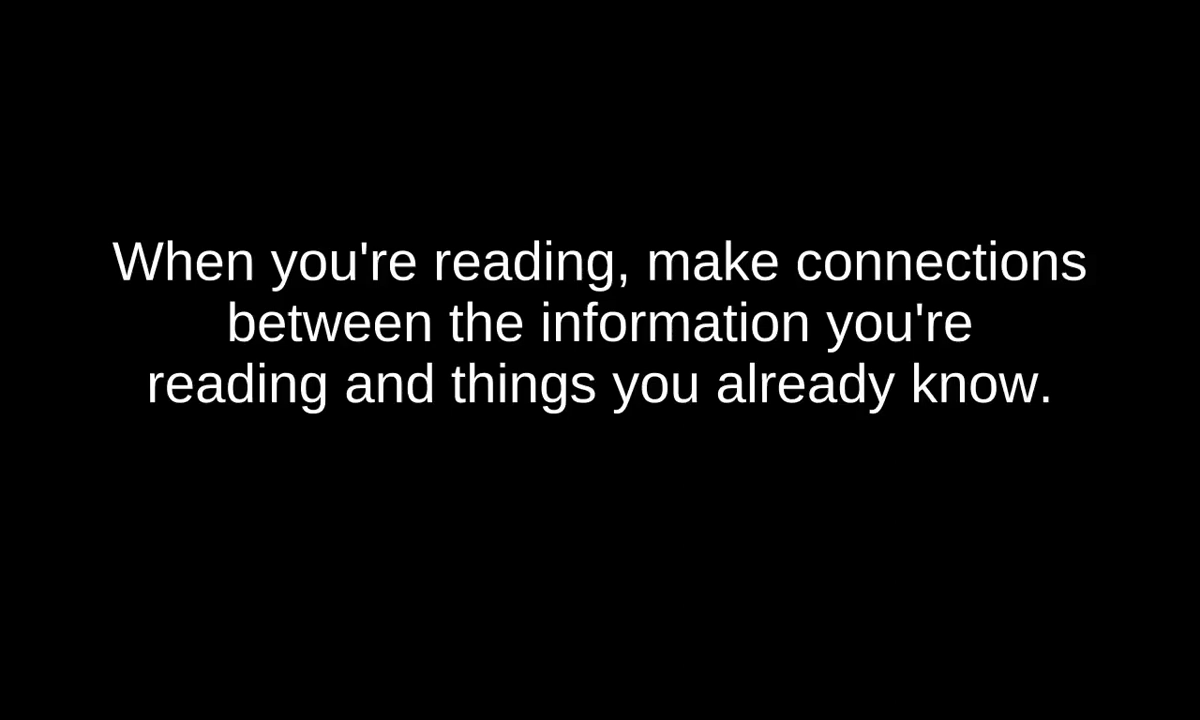 When you're reading, make connections
between the information you're
reading and things you already know.